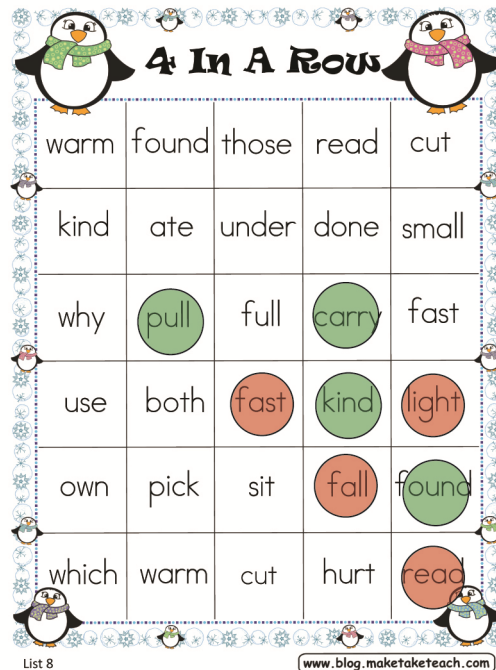 4 In A Row
warm found those read cut
kind ate under done small
why pull full carry fast
use both fast kind light
own pick sit fall found
which warm cut hurt read
List 8
www.blog.maketaketeach.com